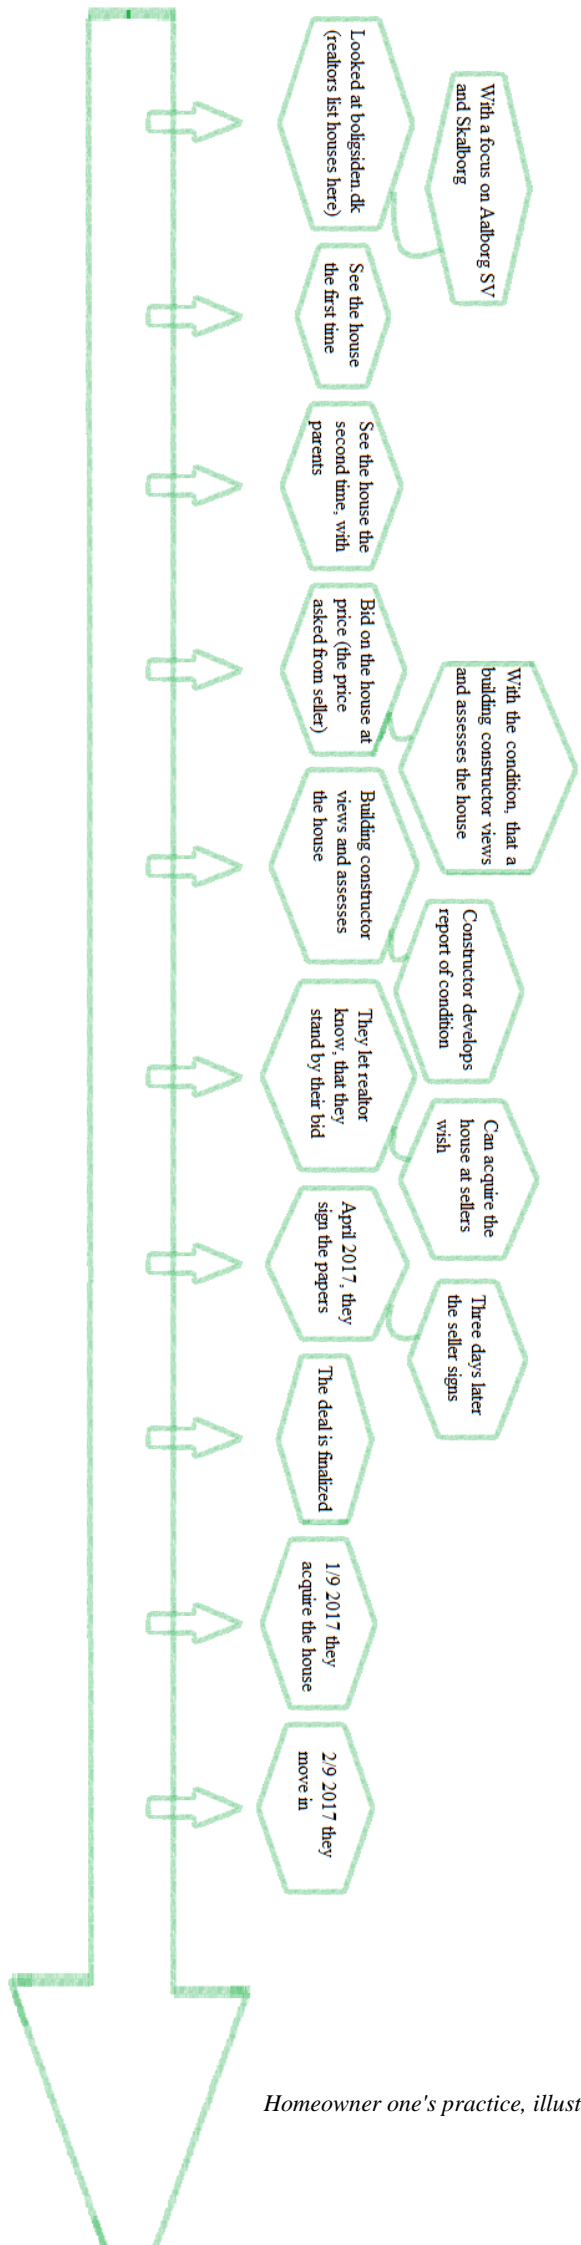 Looked at boligsiden.dk
(realtors list houses here)
With a focus on Aalborg SV
and Skalborg
See the house
the first time
See the house the
second time, with
parents
Bid on the house at
price (the price
asked from seller)
With the condition, that a
building constructor views
and assesses the house
Building constructor
views and assesses
the house
Constructor develops
report of condition
They let realtor
know, that they
stand by their bid
Can acquire the
house at sellers
wish
April 2017, they
sign the papers
Three days later
the seller signs
The deal is finalized
1/9 2017 they
acquire the house
2/9 2017 they
move in
Homeowner one's practice, illust